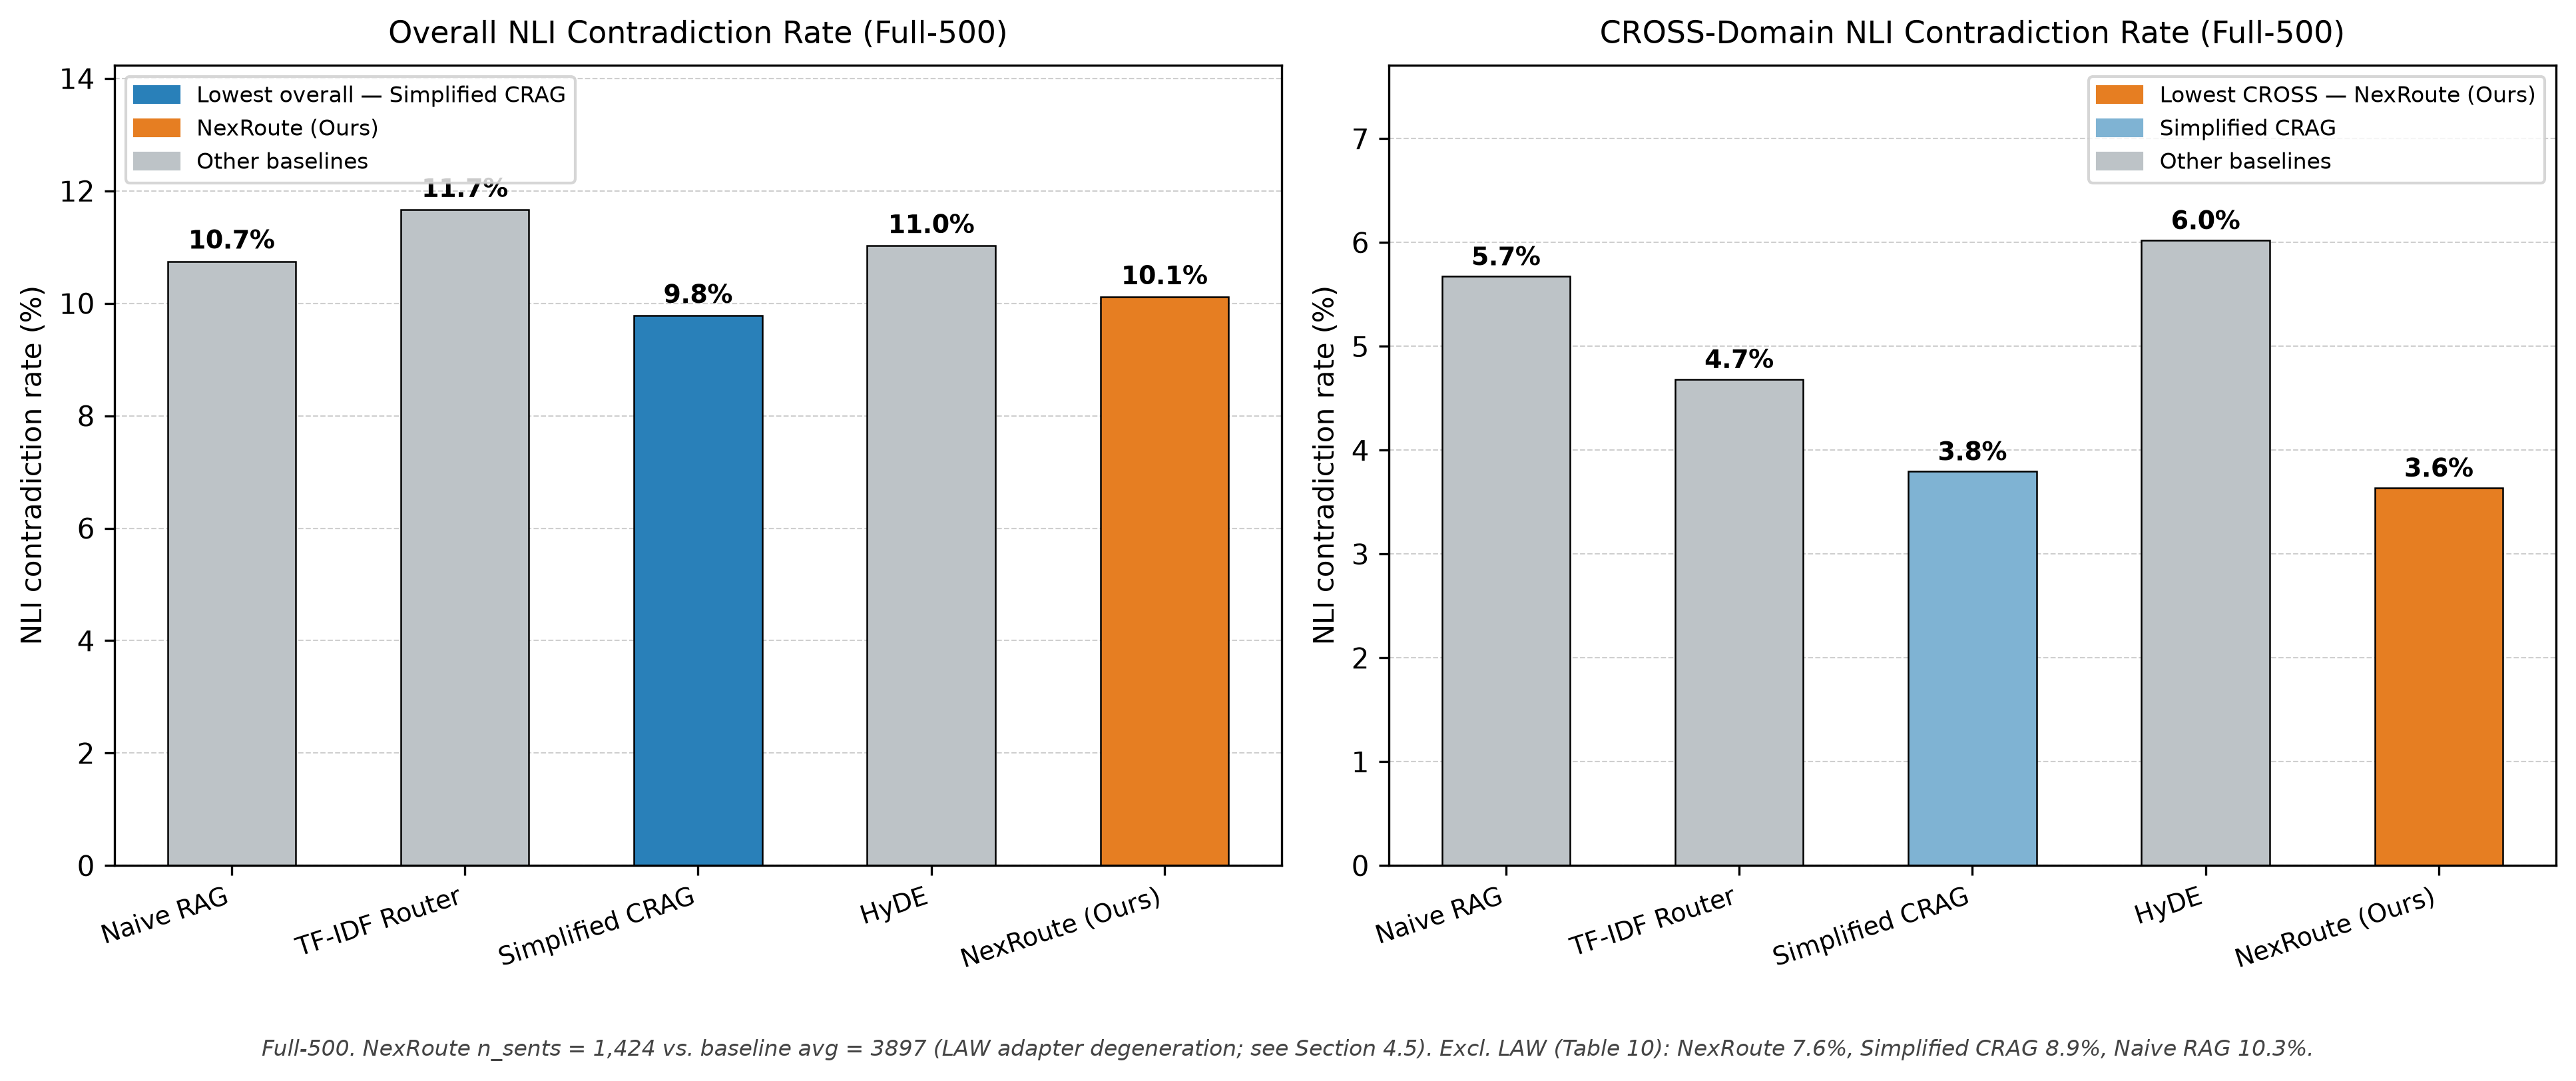 Overall NLI Contradiction Rate (Full-500)
NLI contradiction rate (%)
14
12
10
8
6
4
2
0
Lowest overall — Simplified CRAG
NexRoute (Ours)
Other baselines
10.7%
11.7%
9.8%
11.0%
10.1%
Naive RAG
TF-IDF Router
Simplified CRAG
HyDE
NexRoute (Ours)
CROSS-Domain NLI Contradiction Rate (Full-500)
NLI contradiction rate (%)
7
6
5
4
3
2
1
0
Lowest CROSS — NexRoute (Ours)
Simplified CRAG
Other baselines
5.7%
4.7%
3.8%
6.0%
3.6%
Naive RAG
TF-IDF Router
Simplified CRAG
HyDE
NexRoute (Ours)
Full-500. NexRoute n_sents = 1,424 vs. baseline avg = 3897 (LAW adapter degeneration; see Section 4.5). Excl. LAW (Table 10): NexRoute 7.6%, Simplified CRAG 8.9%, Naive RAG 10.3%.